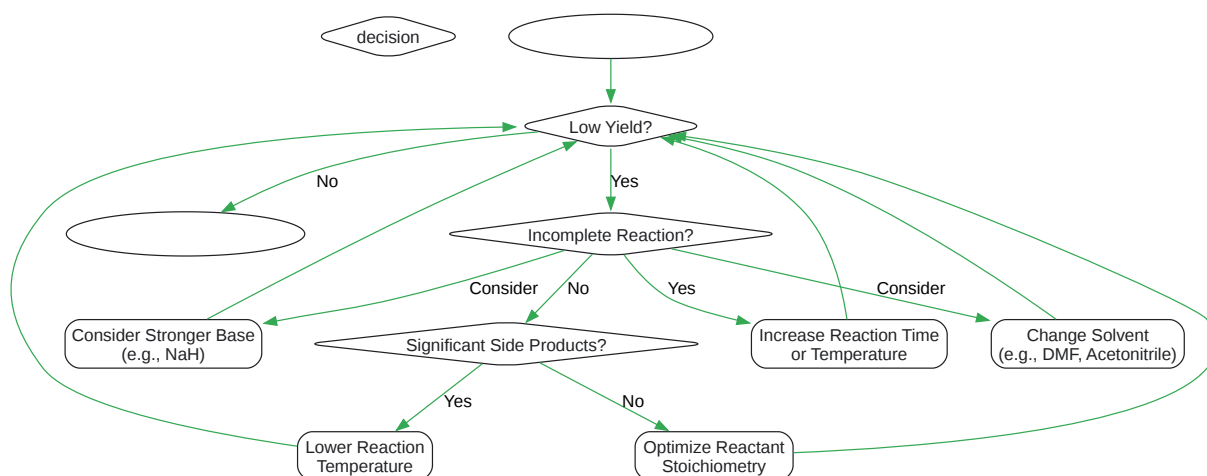 decision
Low Yield?
No
Yes
Incomplete Reaction?
Consider
No
Yes
Consider
Consider Stronger Base
(e.g., NaH)
Significant Side Products?
Increase Reaction Time
or Temperature
Change Solvent
(e.g., DMF, Acetonitrile)
Yes
No
Lower Reaction
Temperature
Optimize Reactant
Stoichiometry